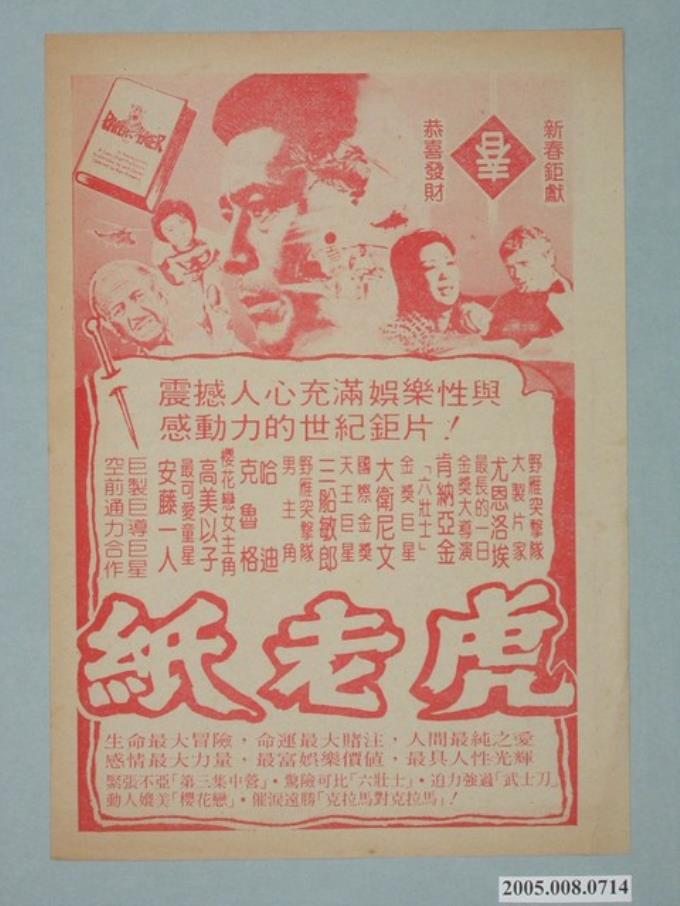 新春鉅獻
春
恭喜發財
PAPER TIGER
震撼人心充滿娛樂性與
感動力的世紀鉅片！
野雁突擊隊
大製片家
尤恩洛埃
最長的一日
金獎大導演
肯納亞金
「六壯士」
金獎巨星
大衛尼文
國際金獎
天王巨星
三船敏郎
野雁突擊隊
男主角
哈迪
克魯格
櫻花戀女主角
高美以子
最可愛童星
安藤一人
巨製巨導巨星
空前通力合作
紙老虎
生命最大冒險，命運最大賭注，人間最純之愛
感情最大力量，最富娛樂價值，最具人性光輝
緊張不亞「第三集中營」‧驚險可比「六壯士」‧迫力強過「武士刀」
動人媲美「櫻花戀」‧催淚遠勝「克拉馬對克拉馬」！
2005.008.0714